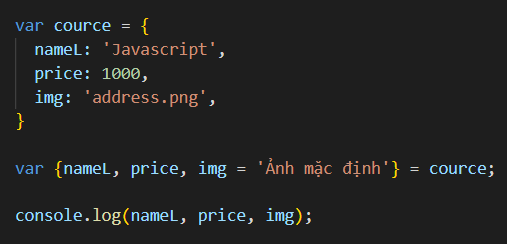 var cource = {
  nameL: 'Javascript',
  price: 1000,
  img: 'address.png',
}
var {nameL, price, img = 'Ảnh mặc định'} = cource;
console.log(nameL, price, img);